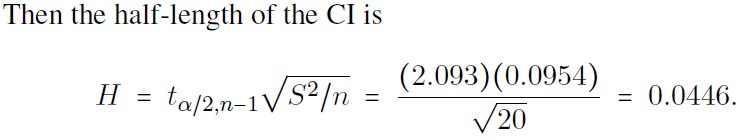 Then the half-length of the CI is
H = t_{α/2,n−1}√(S²/n) = (2.093)(0.0954)/√20 = 0.0446.